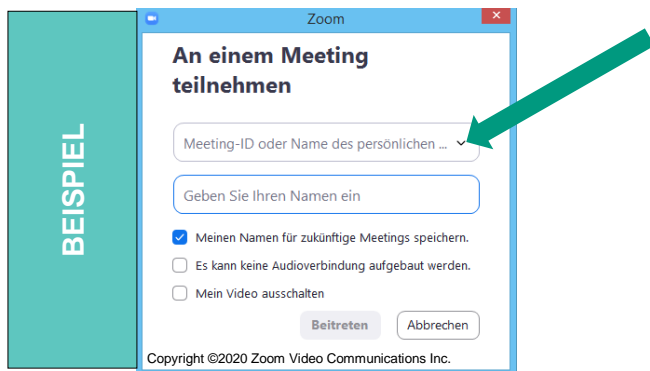 BEISPIEL
Zoom
An einem Meeting
teilnehmen
Meeting-ID oder Name des persönlichen ...
Geben Sie Ihren Namen ein
Meinen Namen für zukünftige Meetings speichern.
Es kann keine Audioverbindung aufgebaut werden.
Mein Video ausschalten
Beitreten Abbrechen
Copyright ©2020 Zoom Video Communications Inc.